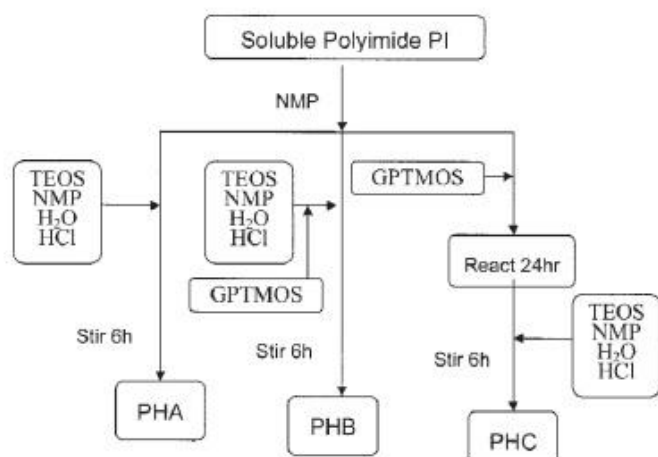 Soluble Polyimide PI
NMP
TEOS
NMP
H₂O
HCl
TEOS
NMP
H₂O
HCl
GPTMOS
GPTMOS
React 24hr
TEOS
NMP
H₂O
HCl
Stir 6h
Stir 6h
Stir 6h
PHA
PHB
PHC